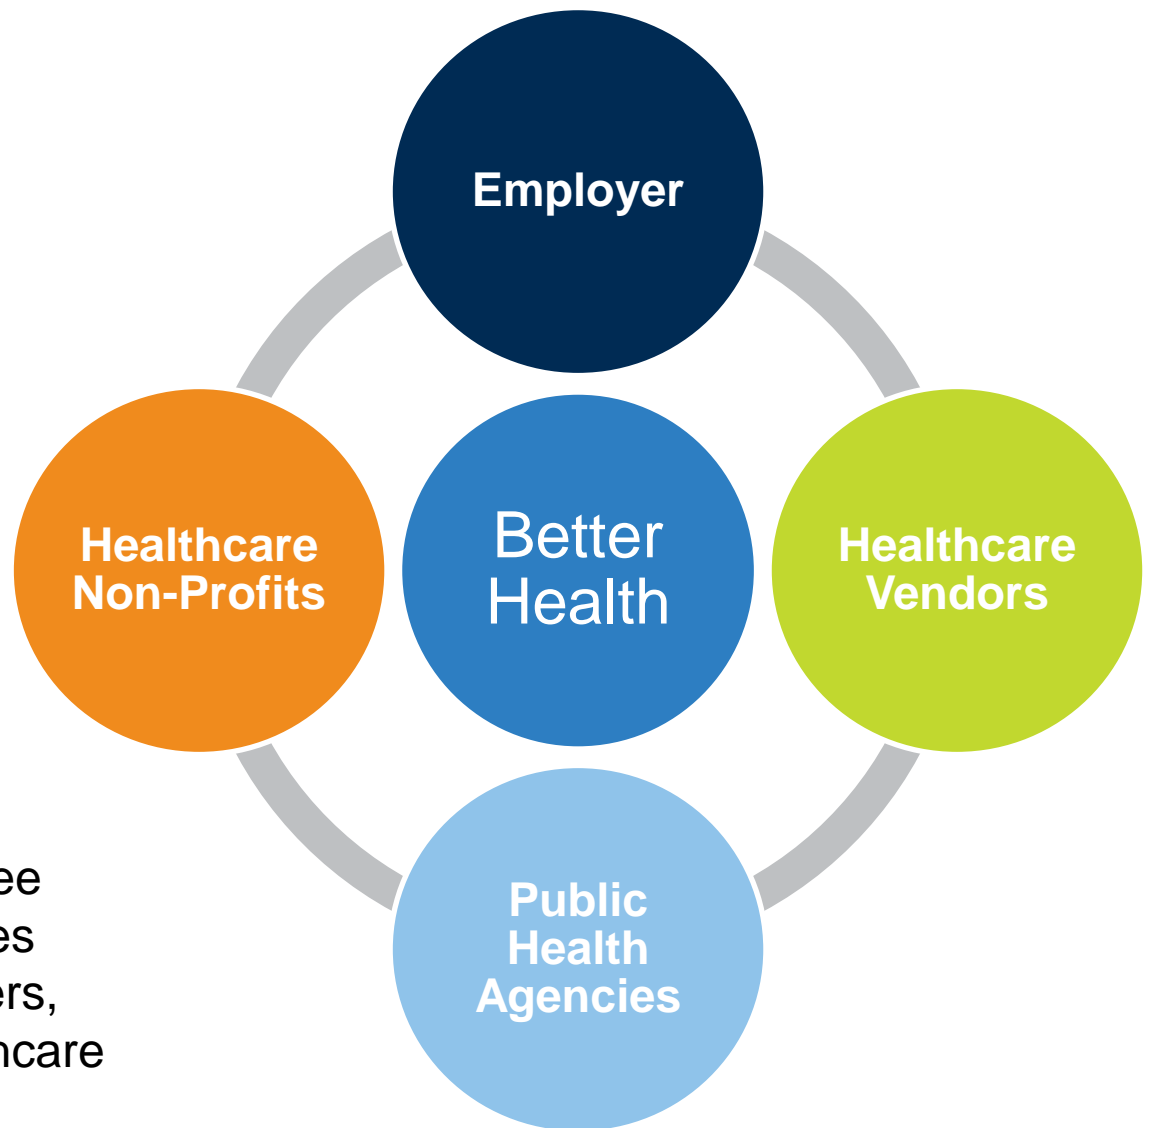 Employer
Healthcare
Non-Profits
Better
Health
Healthcare
Vendors
Public
Health
Agencies